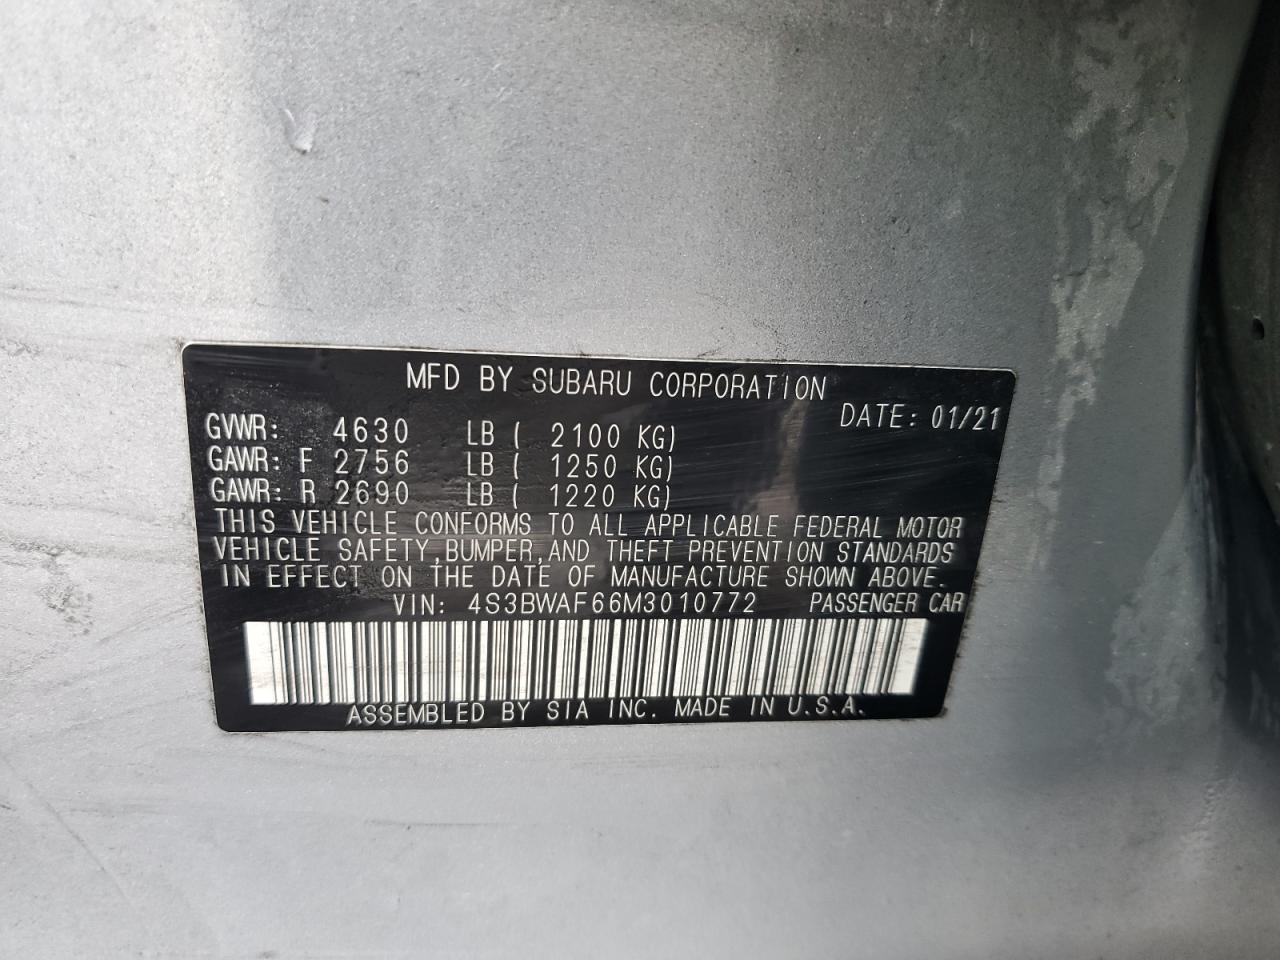 MFD BY SUBARU CORPORATION
DATE: 01/21
GVWR: 4630 LB ( 2100 KG)
GAWR: F 2756 LB ( 1250 KG)
GAWR: R 2690 LB ( 1220 KG)
THIS VEHICLE CONFORMS TO ALL APPLICABLE FEDERAL MOTOR
VEHICLE SAFETY, BUMPER, AND THEFT PREVENTION STANDARDS
IN EFFECT ON THE DATE OF MANUFACTURE SHOWN ABOVE.
VIN: 4S3BWAF66M3010772 PASSENGER CAR
ASSEMBLED BY SIA INC. MADE IN U.S.A.